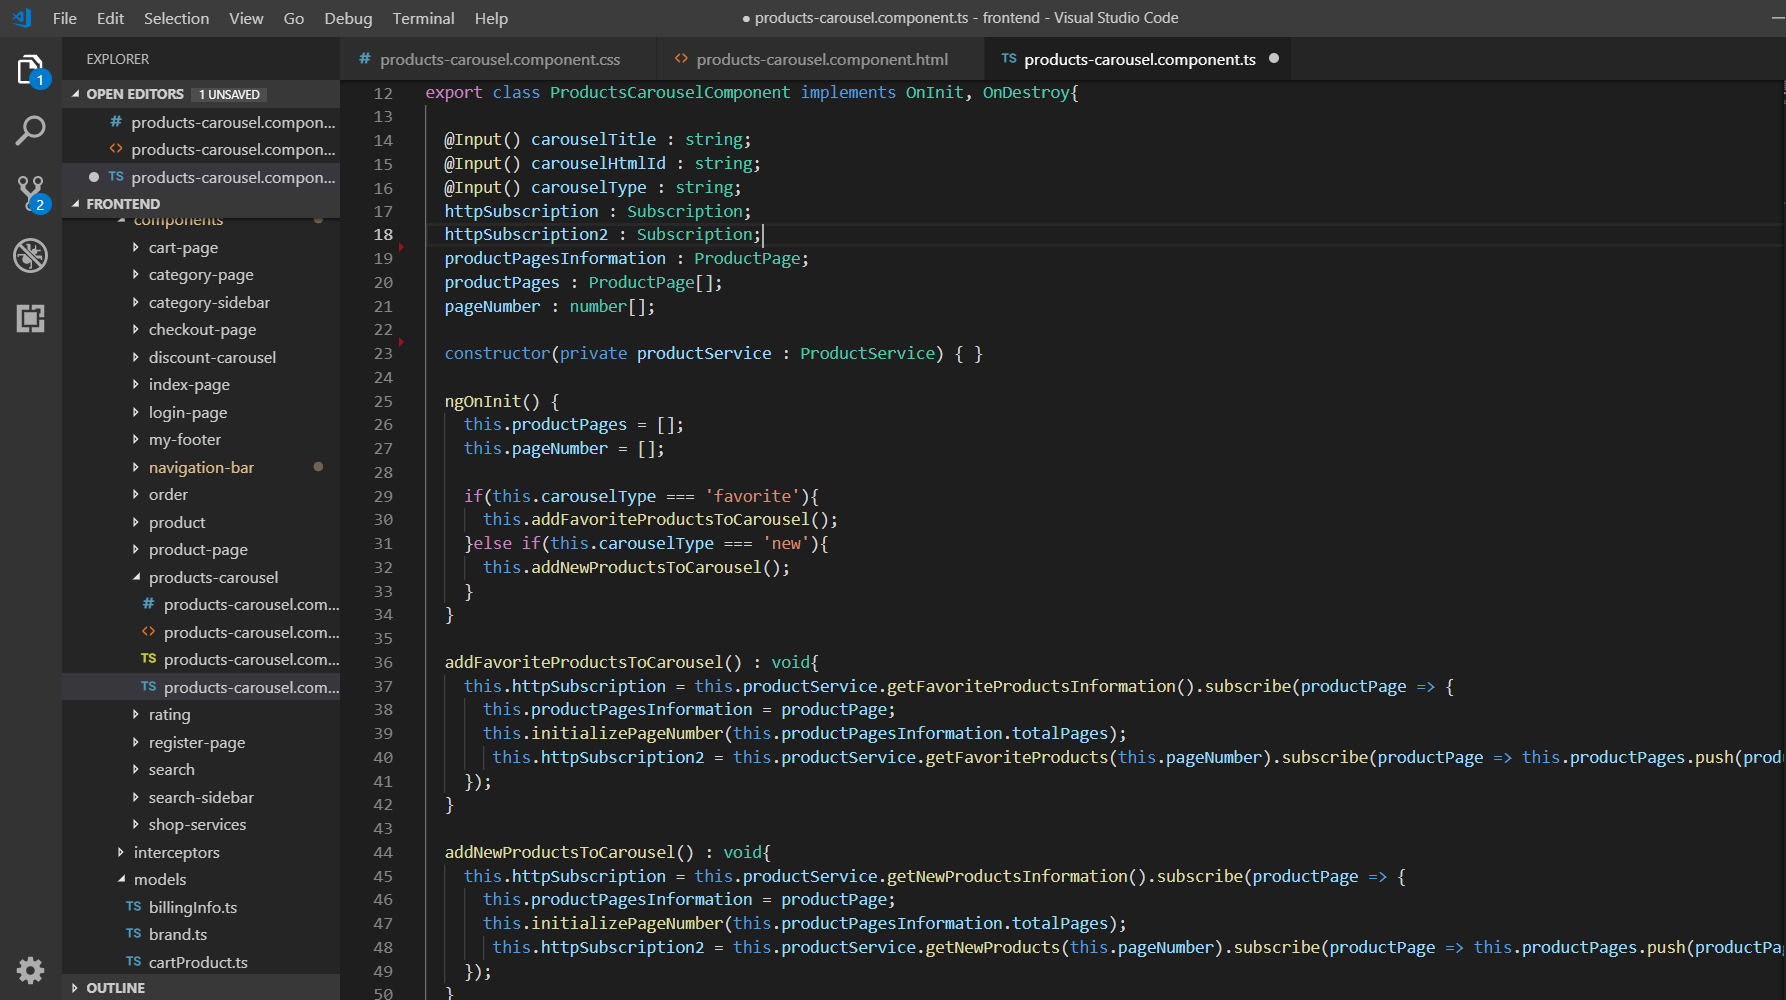 File Edit Selection View Go Debug Terminal Help
● products-carousel.component.ts - frontend - Visual Studio Code
EXPLORER
OPEN EDITORS 1 UNSAVED
# products-carousel.compon...
<> products-carousel.compon...
● TS products-carousel.compon...
FRONTEND
components
cart-page
category-page
category-sidebar
checkout-page
discount-carousel
index-page
login-page
my-footer
navigation-bar
order
product
product-page
products-carousel
# products-carousel.com...
<> products-carousel.com...
TS products-carousel.com...
TS products-carousel.com...
rating
register-page
search
search-sidebar
shop-services
interceptors
models
TS billingInfo.ts
TS brand.ts
TS cartProduct.ts
OUTLINE
1
2
# products-carousel.component.css
<> products-carousel.component.html
TS products-carousel.component.ts ●
12 export class ProductsCarouselComponent implements OnInit, OnDestroy{
13
14 @Input() carouselTitle : string;
15 @Input() carouselHtmlId : string;
16 @Input() carouselType : string;
17 httpSubscription : Subscription;
18 httpSubscription2 : Subscription;
19 productPagesInformation : ProductPage;
20 productPages : ProductPage[];
21 pageNumber : number[];
22
23 constructor(private productService : ProductService) { }
24
25 ngOnInit() {
26 this.productPages = [];
27 this.pageNumber = [];
28
29 if(this.carouselType === 'favorite'){
30 this.addFavoriteProductsToCarousel();
31 }else if(this.carouselType === 'new'){
32 this.addNewProductsToCarousel();
33 }
34 }
35
36 addFavoriteProductsToCarousel() : void{
37 this.httpSubscription = this.productService.getFavoriteProductsInformation().subscribe(productPage => {
38 this.productPagesInformation = productPage;
39 this.initializePageNumber(this.productPagesInformation.totalPages);
40 this.httpSubscription2 = this.productService.getFavoriteProducts(this.pageNumber).subscribe(productPage => this.productPages.push(prod
41 });
42 }
43
44 addNewProductsToCarousel() : void{
45 this.httpSubscription = this.productService.getNewProductsInformation().subscribe(productPage => {
46 this.productPagesInformation = productPage;
47 this.initializePageNumber(this.productPagesInformation.totalPages);
48 this.httpSubscription2 = this.productService.getNewProducts(this.pageNumber).subscribe(productPage => this.productPages.push(productPa
49 });
50 }